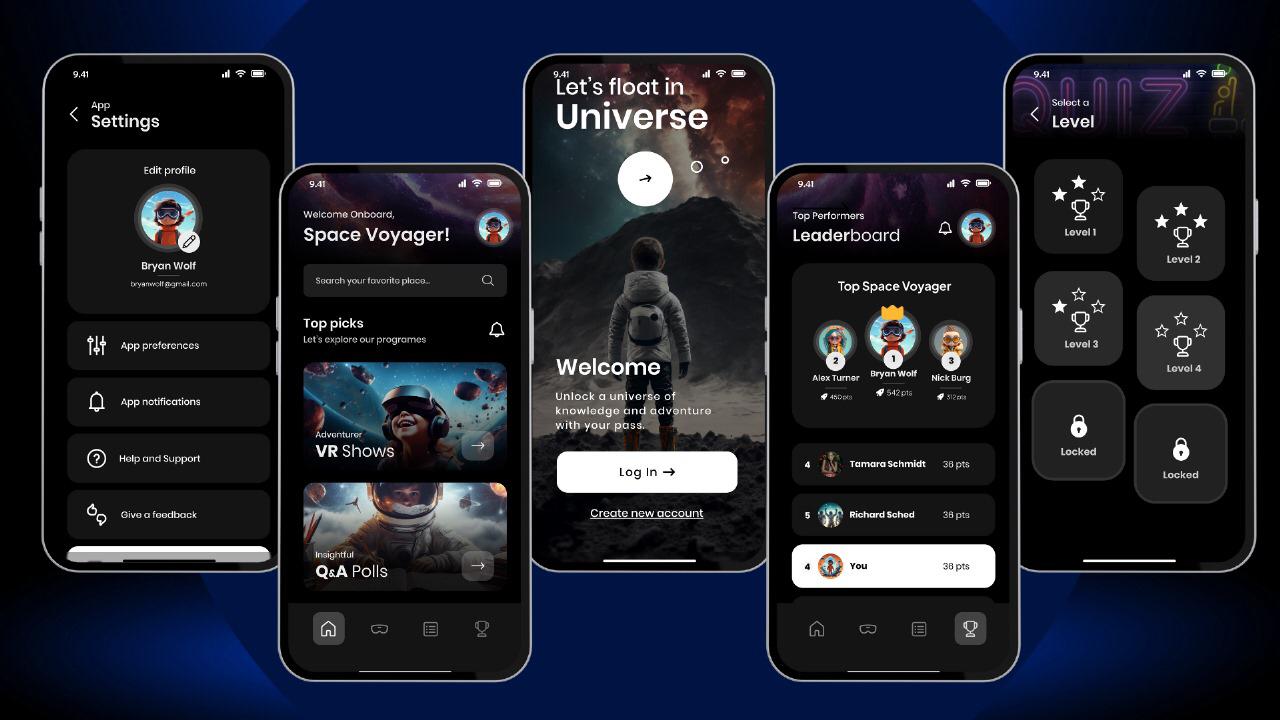 9.41
App
Settings
Edit profile
Bryan Wolf
bryanwolf@gmail.com
App preferences
App notifications
Help and Support
Give a feedback
9.41
Welcome Onboard,
Space Voyager!
Search your favorite place...
Top picks
Let's explore our programes
Adventurer
VR Shows
Insightful
Q&A Polls
9.41
Let's float in
Universe
Welcome
Unlock a universe of
knowledge and adventure
with your pass.
Log In
Create new account
9.41
Top Performers
Leaderboard
Top Space Voyager
2
1
3
Alex Turner
Bryan Wolf
Nick Burg
450 pts
542 pts
312 pts
4 Tamara Schmidt 36 pts
5 Richard Sched 36 pts
4 You 36 pts
9.41
QUIZ
Select a
Level
Level 1
Level 2
Level 3
Level 4
Locked
Locked